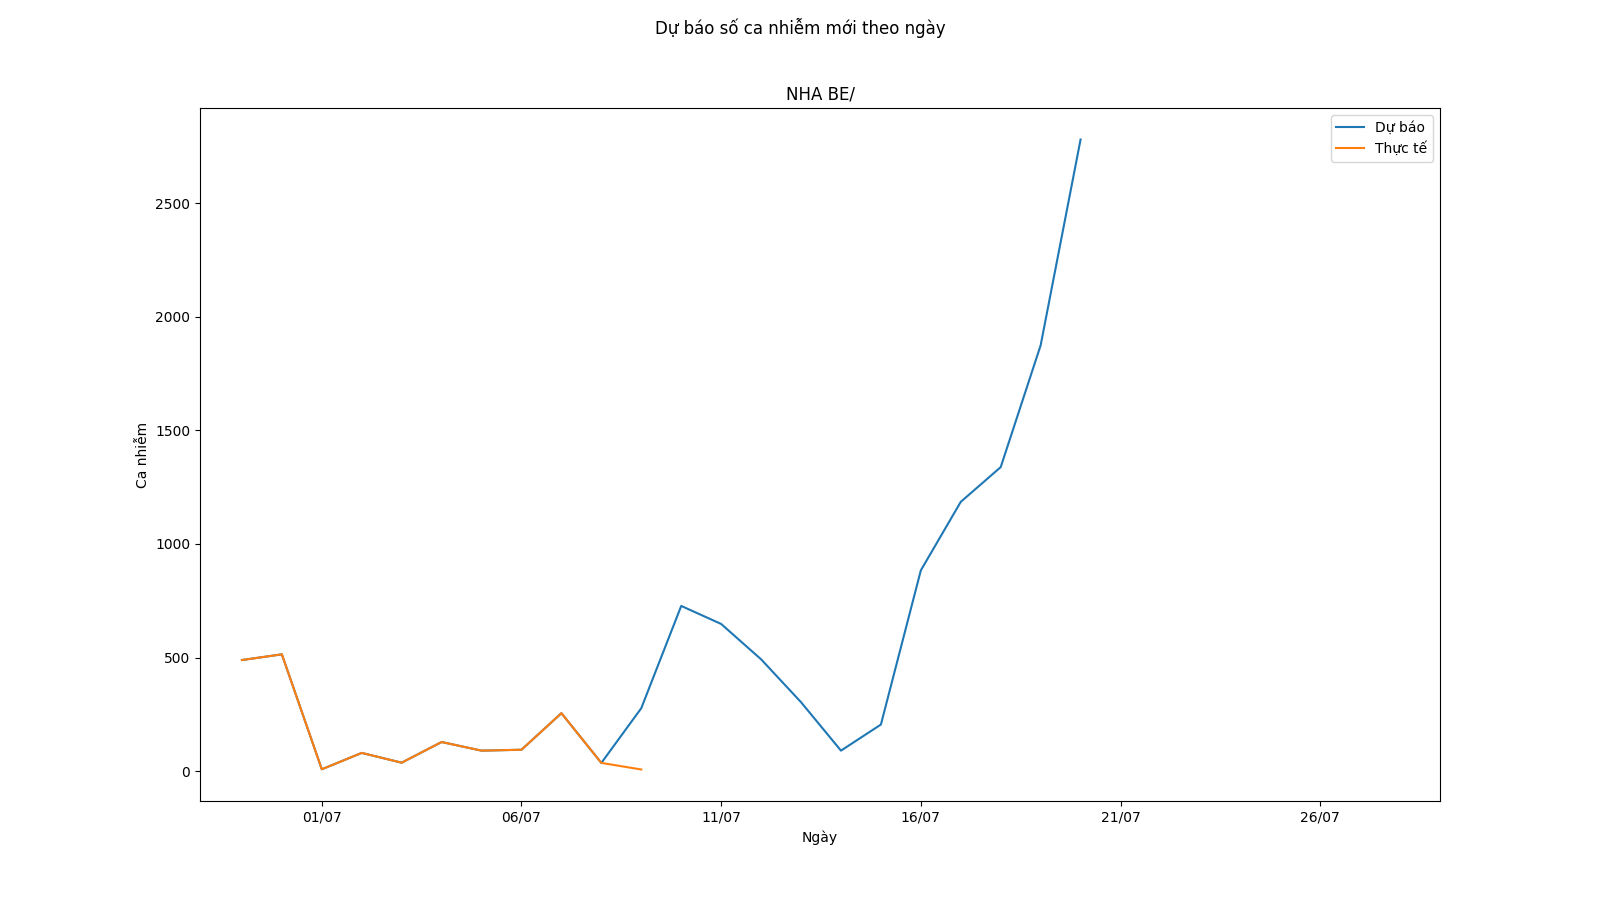 Dự báo số ca nhiễm mới theo ngày
NHA BE/
Dự báo
Thực tế
2500
2000
1500
1000
500
0
Ca nhiễm
01/07
06/07
11/07
16/07
21/07
26/07
Ngày